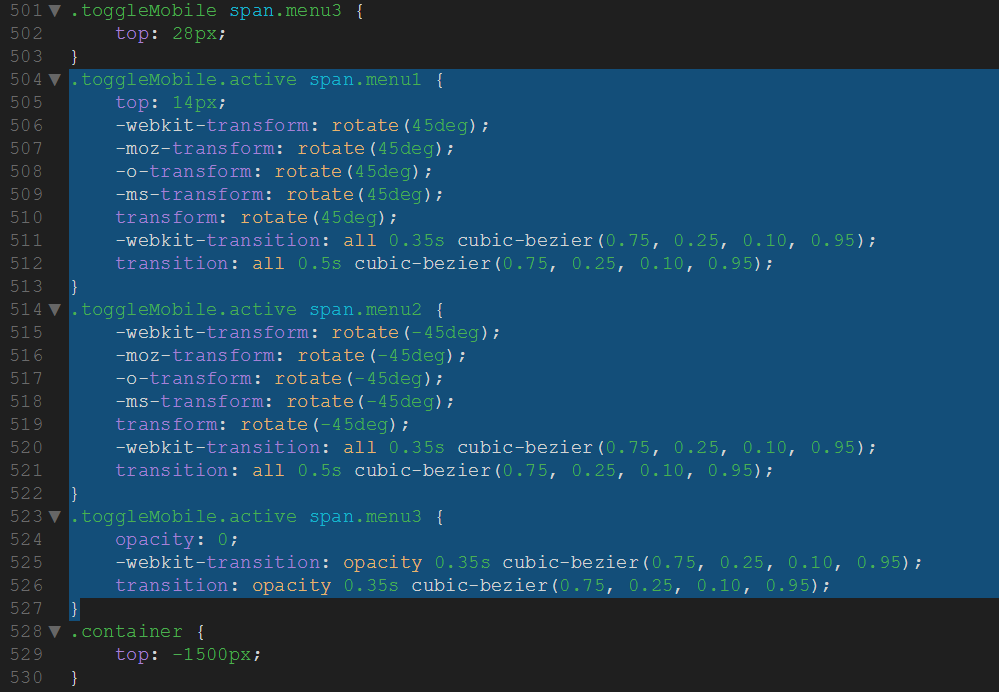 501 ▼ .toggleMobile span.menu3 {
502 top: 28px;
503 }
504 ▼ .toggleMobile.active span.menu1 {
505 top: 14px;
506 -webkit-transform: rotate(45deg);
507 -moz-transform: rotate(45deg);
508 -o-transform: rotate(45deg);
509 -ms-transform: rotate(45deg);
510 transform: rotate(45deg);
511 -webkit-transition: all 0.35s cubic-bezier(0.75, 0.25, 0.10, 0.95);
512 transition: all 0.5s cubic-bezier(0.75, 0.25, 0.10, 0.95);
513 }
514 ▼ .toggleMobile.active span.menu2 {
515 -webkit-transform: rotate(-45deg);
516 -moz-transform: rotate(-45deg);
517 -o-transform: rotate(-45deg);
518 -ms-transform: rotate(-45deg);
519 transform: rotate(-45deg);
520 -webkit-transition: all 0.35s cubic-bezier(0.75, 0.25, 0.10, 0.95);
521 transition: all 0.5s cubic-bezier(0.75, 0.25, 0.10, 0.95);
522 }
523 ▼ .toggleMobile.active span.menu3 {
524 opacity: 0;
525 -webkit-transition: opacity 0.35s cubic-bezier(0.75, 0.25, 0.10, 0.95);
526 transition: opacity 0.35s cubic-bezier(0.75, 0.25, 0.10, 0.95);
527 }
528 ▼ .container {
529 top: -1500px;
530 }